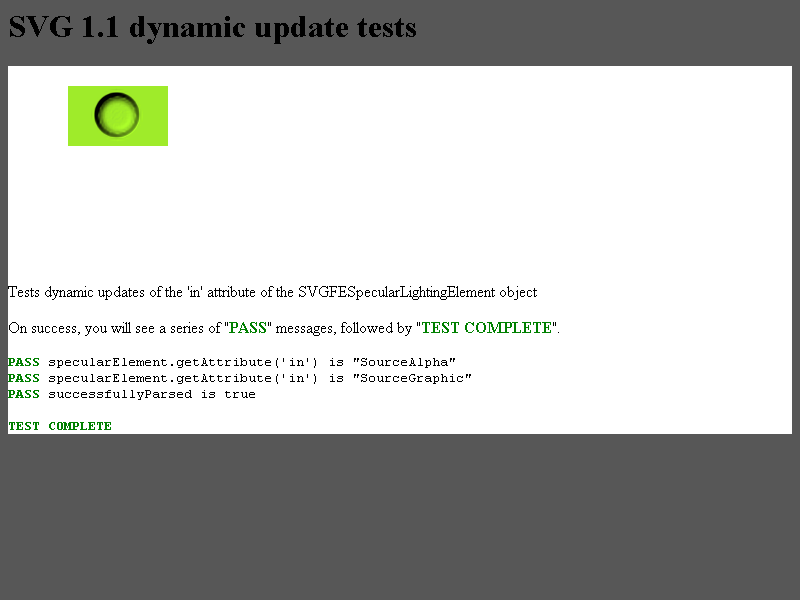 SVG 1.1 dynamic update tests
Tests dynamic updates of the 'in' attribute of the SVGFESpecularLightingElement object
On success, you will see a series of "PASS" messages, followed by "TEST COMPLETE".
PASS specularElement.getAttribute('in') is "SourceAlpha"
PASS specularElement.getAttribute('in') is "SourceGraphic"
PASS successfullyParsed is true
TEST COMPLETE